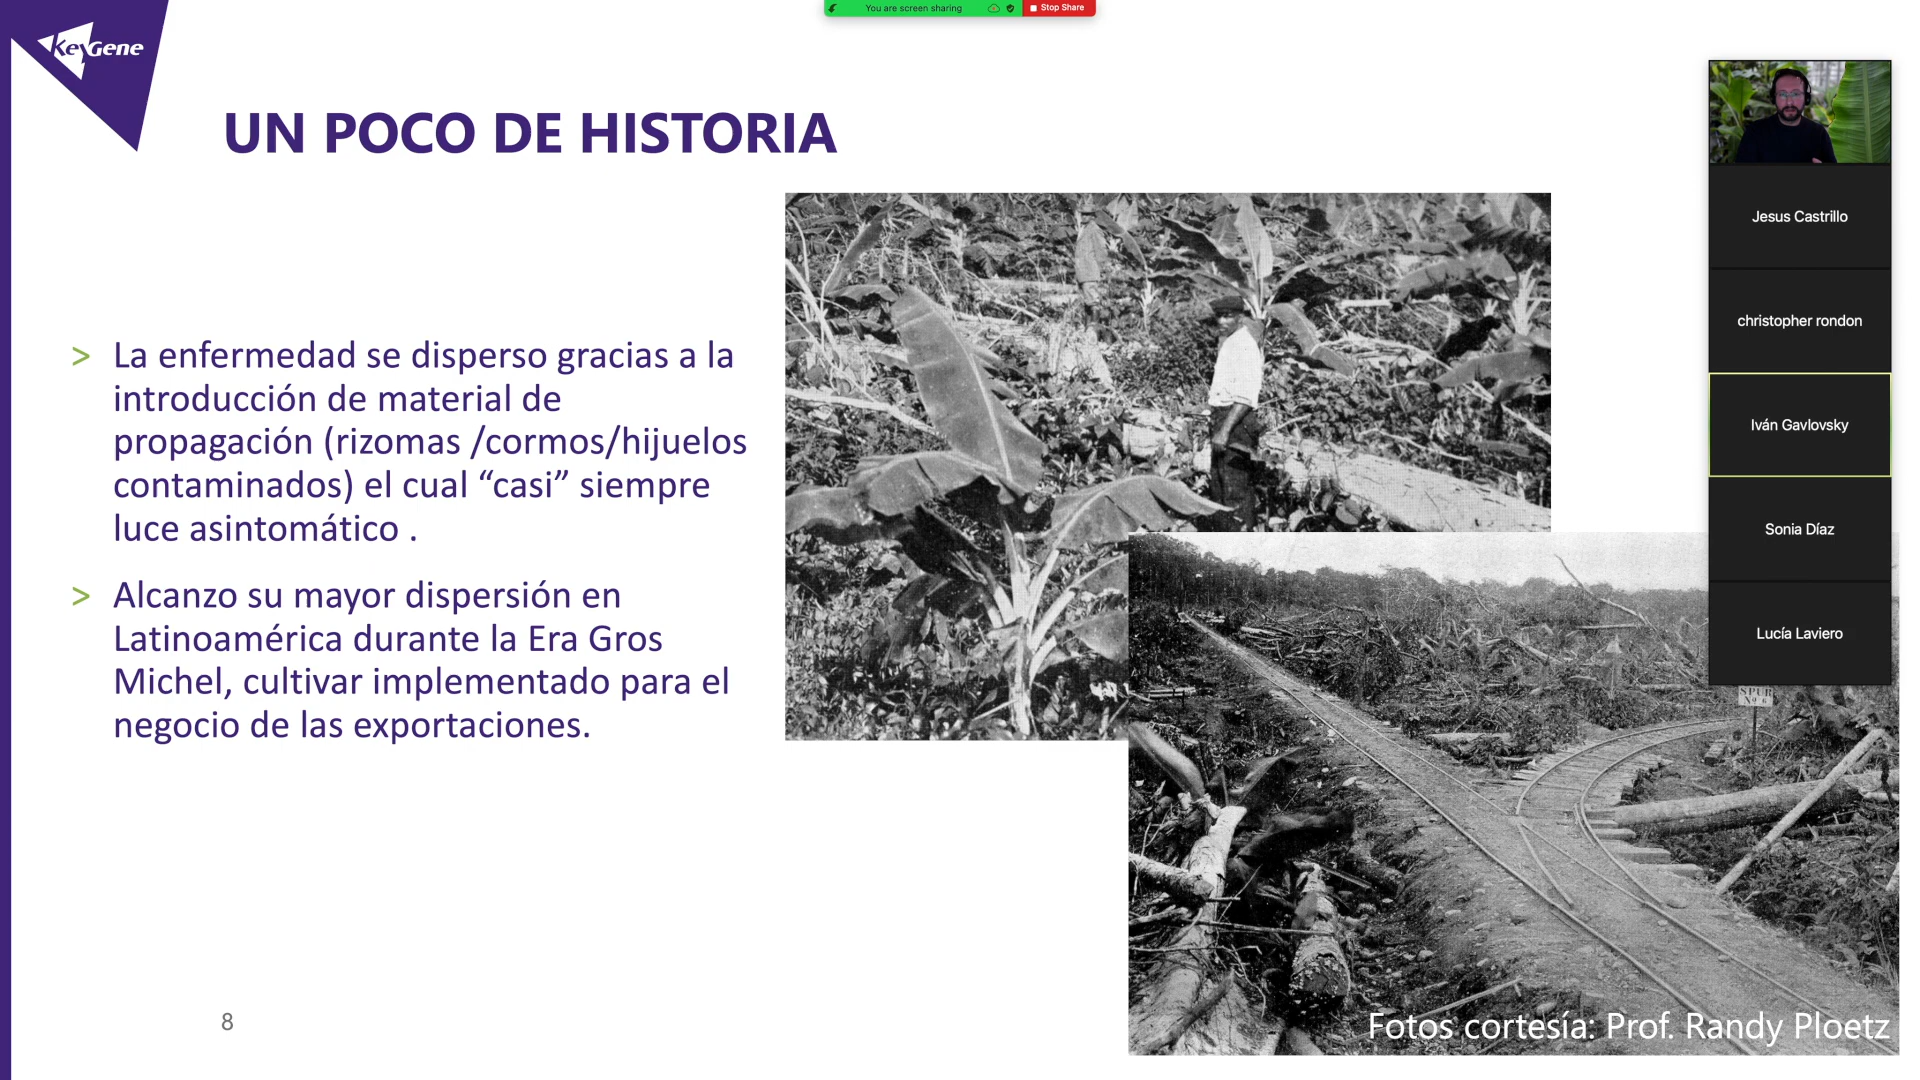 You are screen sharing
Stop Share
KeyGene
UN POCO DE HISTORIA
> La enfermedad se disperso gracias a la
introducción de material de
propagación (rizomas /cormos/hijuelos
contaminados) el cual “casi” siempre
luce asintomático .
> Alcanzo su mayor dispersión en
Latinoamérica durante la Era Gros
Michel, cultivar implementado para el
negocio de las exportaciones.
Jesus Castrillo
christopher rondon
Iván Gavlovsky
Sonia Díaz
Lucía Laviero
SPUR
No 6
Fotos cortesía: Prof. Randy Ploetz
8